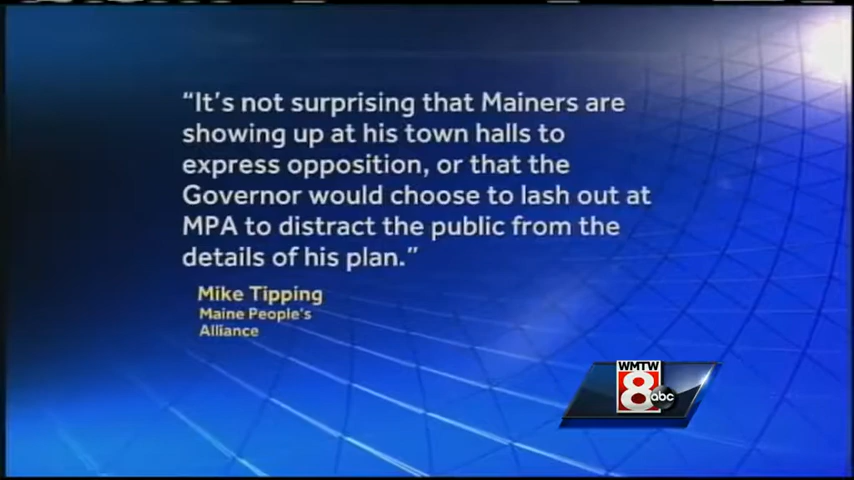 “It’s not surprising that Mainers are
showing up at his town halls to
express opposition, or that the
Governor would choose to lash out at
MPA to distract the public from the
details of his plan.”
Mike Tipping
Maine People's
Alliance
WMTW
8 abc